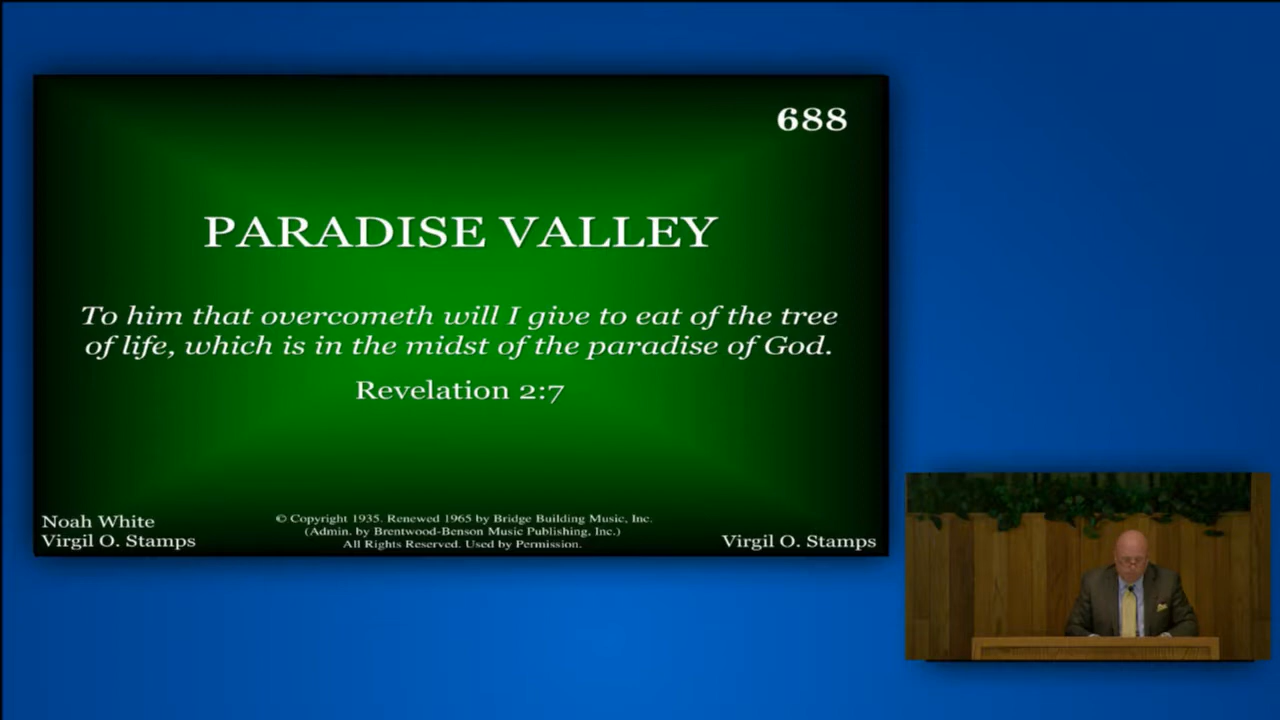 688
PARADISE VALLEY
To him that overcometh will I give to eat of the tree
of life, which is in the midst of the paradise of God.
Revelation 2:7
Noah White
Virgil O. Stamps
© Copyright 1935. Renewed 1965 by Bridge Building Music, Inc.
(Admin. by Brentwood-Benson Music Publishing, Inc.)
All Rights Reserved. Used by Permission.
Virgil O. Stamps